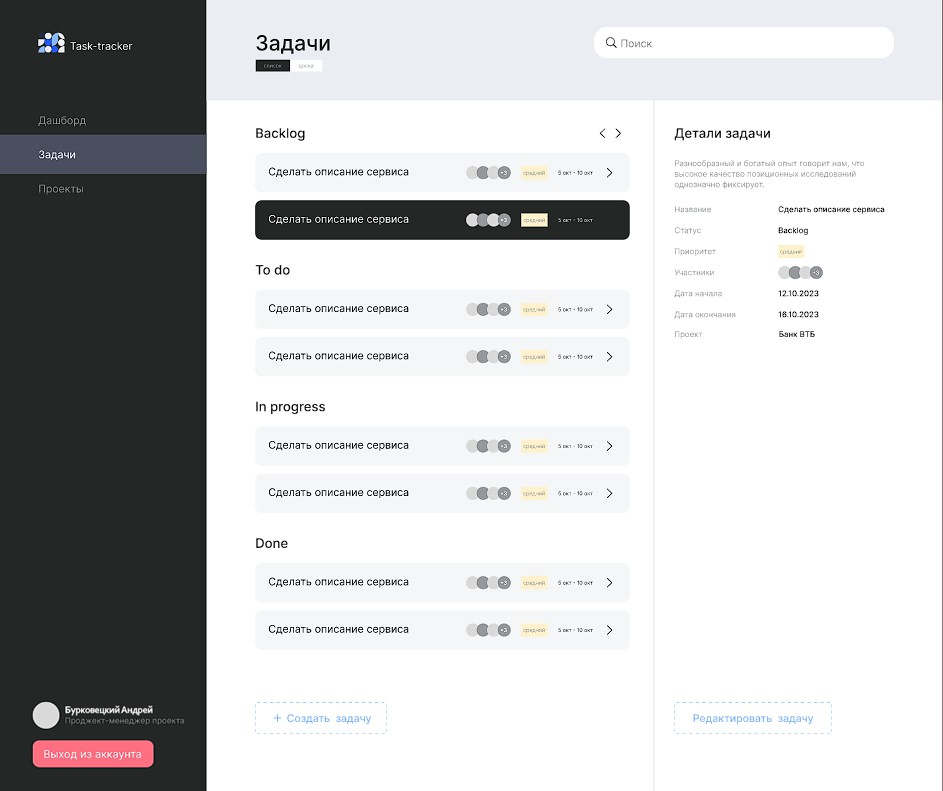 Task-tracker
Дашборд
Задачи
Проекты
Бурковецкий Андрей
Проджект-менеджер проекта
Выход из аккаунта
Задачи
список доска
Поиск
Backlog
Сделать описание сервиса +3 средний 5 окт - 10 окт
Сделать описание сервиса +3 средний 5 окт - 10 окт
To do
Сделать описание сервиса +3 средний 5 окт - 10 окт
Сделать описание сервиса +3 средний 5 окт - 10 окт
In progress
Сделать описание сервиса +3 средний 5 окт - 10 окт
Сделать описание сервиса +3 средний 5 окт - 10 окт
Done
Сделать описание сервиса +3 средний 5 окт - 10 окт
Сделать описание сервиса +3 средний 5 окт - 10 окт
+ Создать задачу
Детали задачи
Разнообразный и богатый опыт говорит нам, что
высокое качество позиционных исследований
однозначно фиксирует.
Название Сделать описание сервиса
Статус Backlog
Приоритет средний
Участники +3
Дата начала 12.10.2023
Дата окончания 16.10.2023
Проект Банк ВТБ
Редактировать задачу